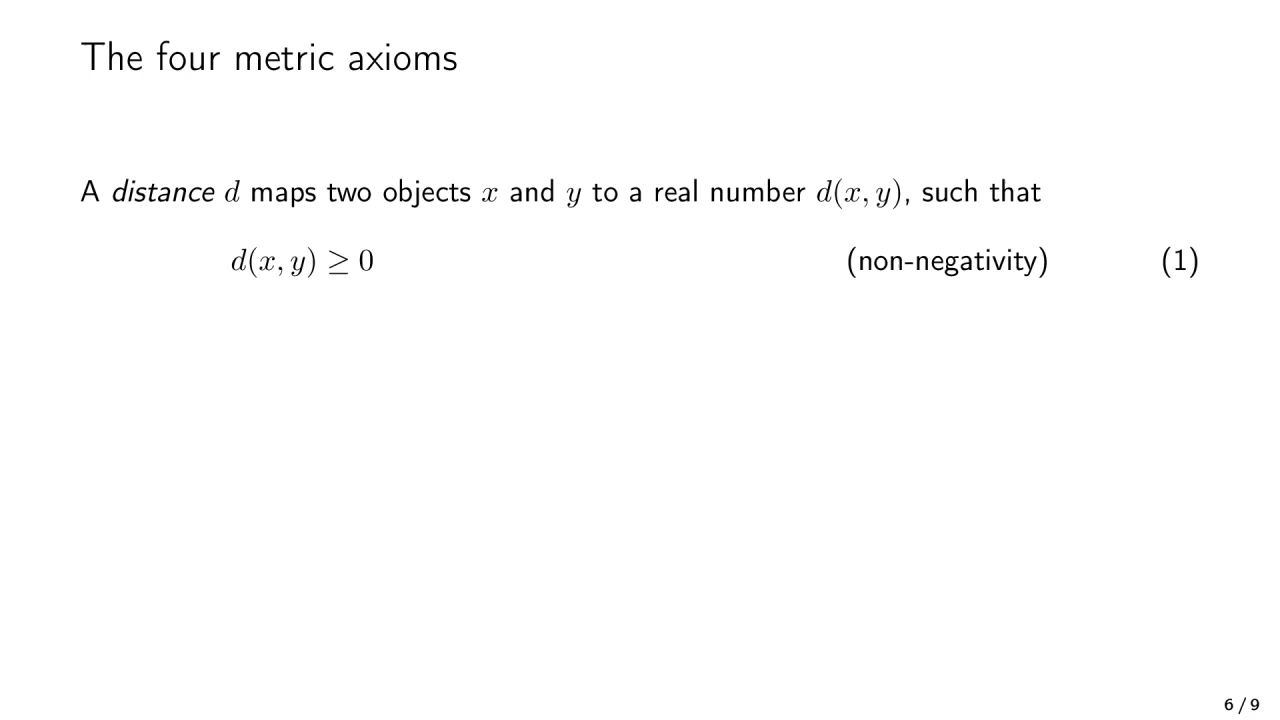 The four metric axioms
A distance d maps two objects x and y to a real number d(x, y), such that
d(x, y) ≥ 0 (non-negativity) (1)
6 / 9